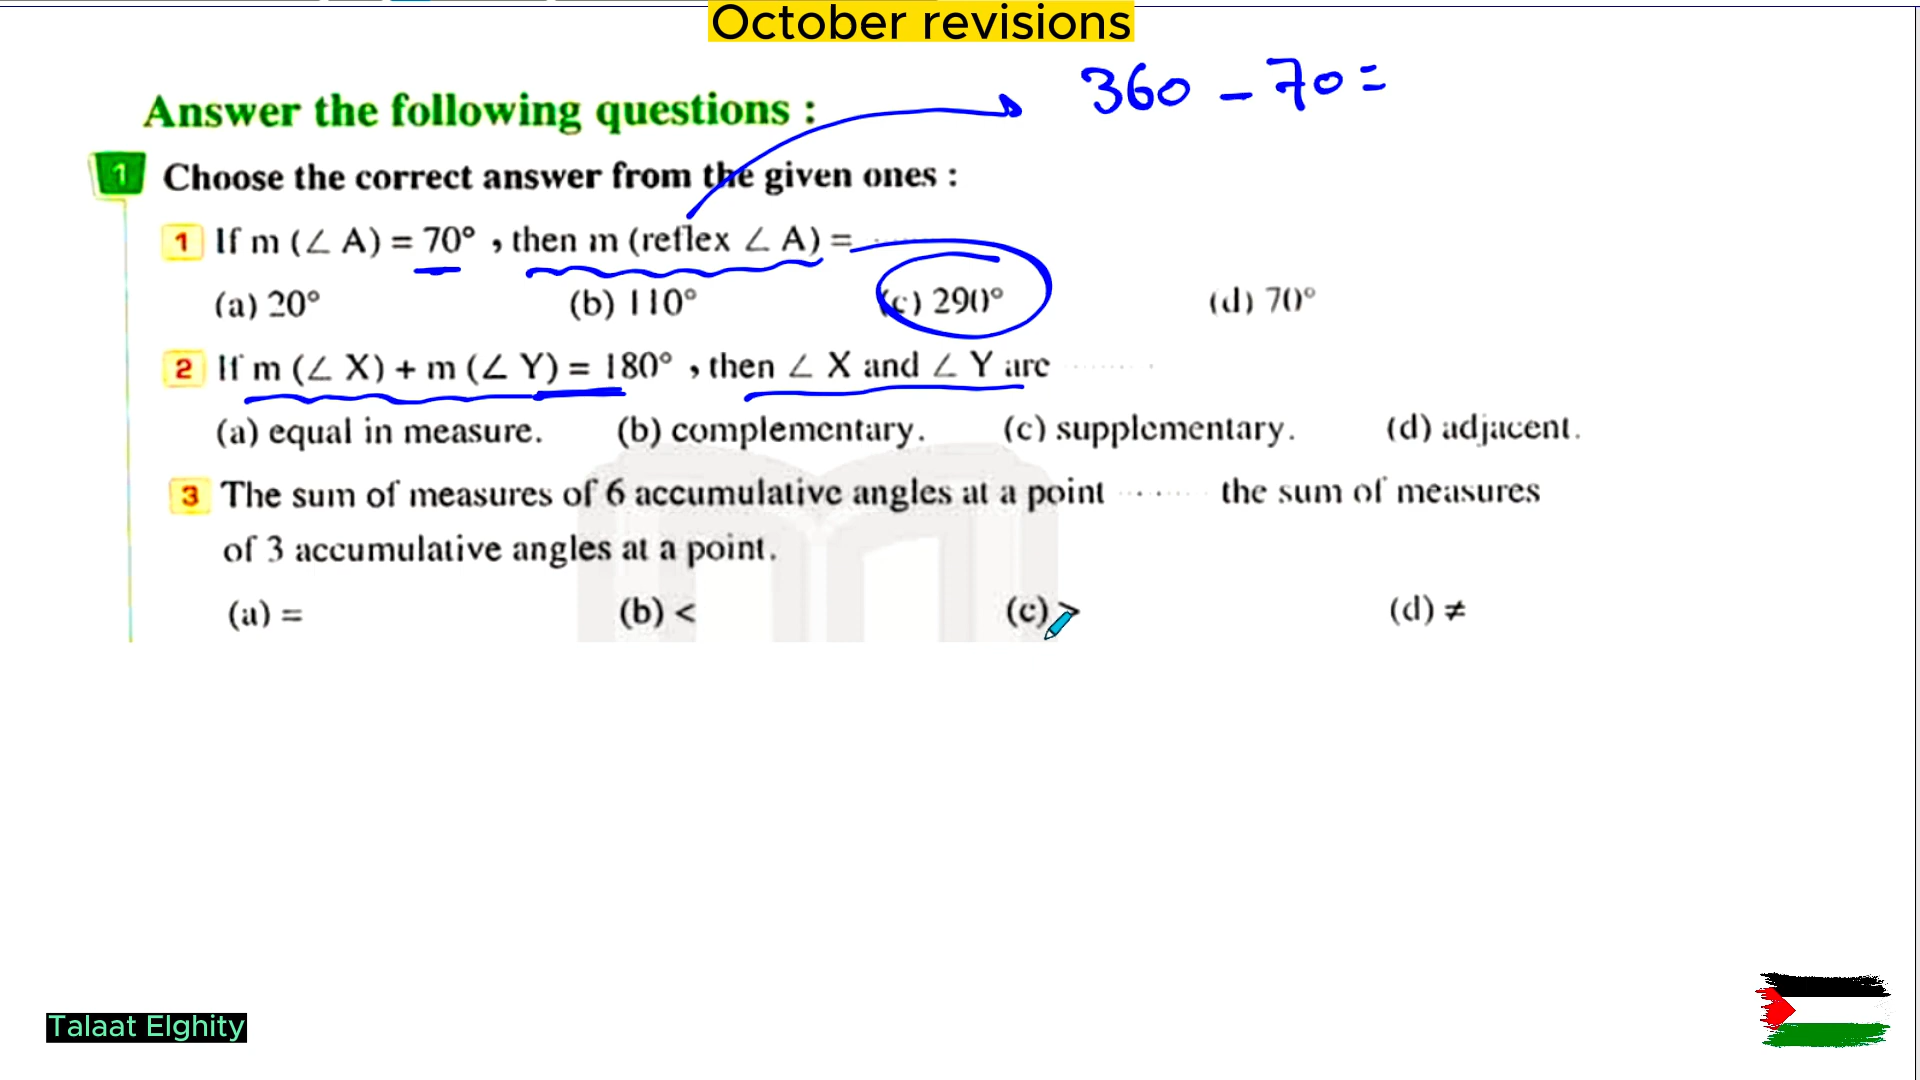 October revisions
360 - 70 =
Answer the following questions :
1 Choose the correct answer from the given ones :
1 If m (∠ A) = 70° , then m (reflex ∠ A) = ......
(a) 20° (b) 110° (c) 290° (d) 70°
2 If m (∠ X) + m (∠ Y) = 180° , then ∠ X and ∠ Y are ......
(a) equal in measure. (b) complementary. (c) supplementary. (d) adjacent.
3 The sum of measures of 6 accumulative angles at a point ...... the sum of measures
of 3 accumulative angles at a point.
(a) = (b) < (c) > (d) ≠
Talaat Elghity